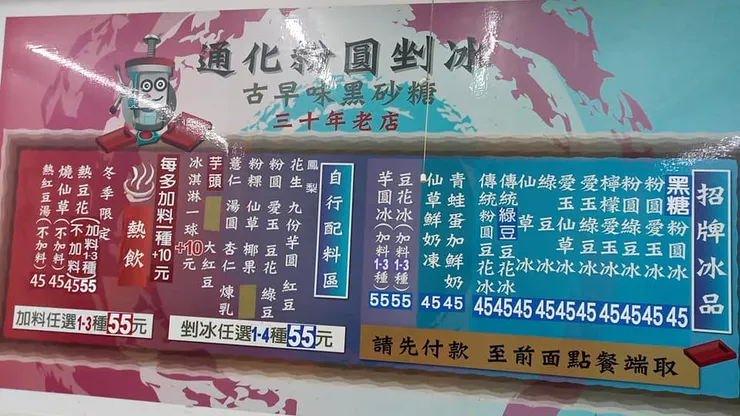 通化粉圓剉冰
古早味黑砂糖
三十年老店
招牌冰品
黑糖粉圓冰 45
粉圓愛玉冰 45
粉圓冰 45
檸檬愛玉冰 45
愛玉冰 45
愛玉仙草冰 45
綠豆冰 45
仙草冰 45
傳統綠豆豆花冰 45
傳統粉圓豆花冰 45
青蛙蛋加鮮奶 45
仙草鮮奶凍 45
豆花冰(加料1-3種) 55
芋圓冰(加料1-3種) 55
請先付款 至前面點餐端取
自行配料區
鳳梨
花生 九份芋圓 紅豆
粉圓 愛玉 豆花 綠豆
粉粿 仙草 椰果
薏仁 湯圓 杏仁 煉乳
芋頭 大紅豆
冰淇淋一球+10元
剉冰任選1-4種55元
每多加料一種+10元
熱飲
冬季限定
熱豆花(加料1-3種 55
(不加料 45
燒仙草(不加料) 45
熱紅豆湯(不加料) 45
加料任選1-3種55元